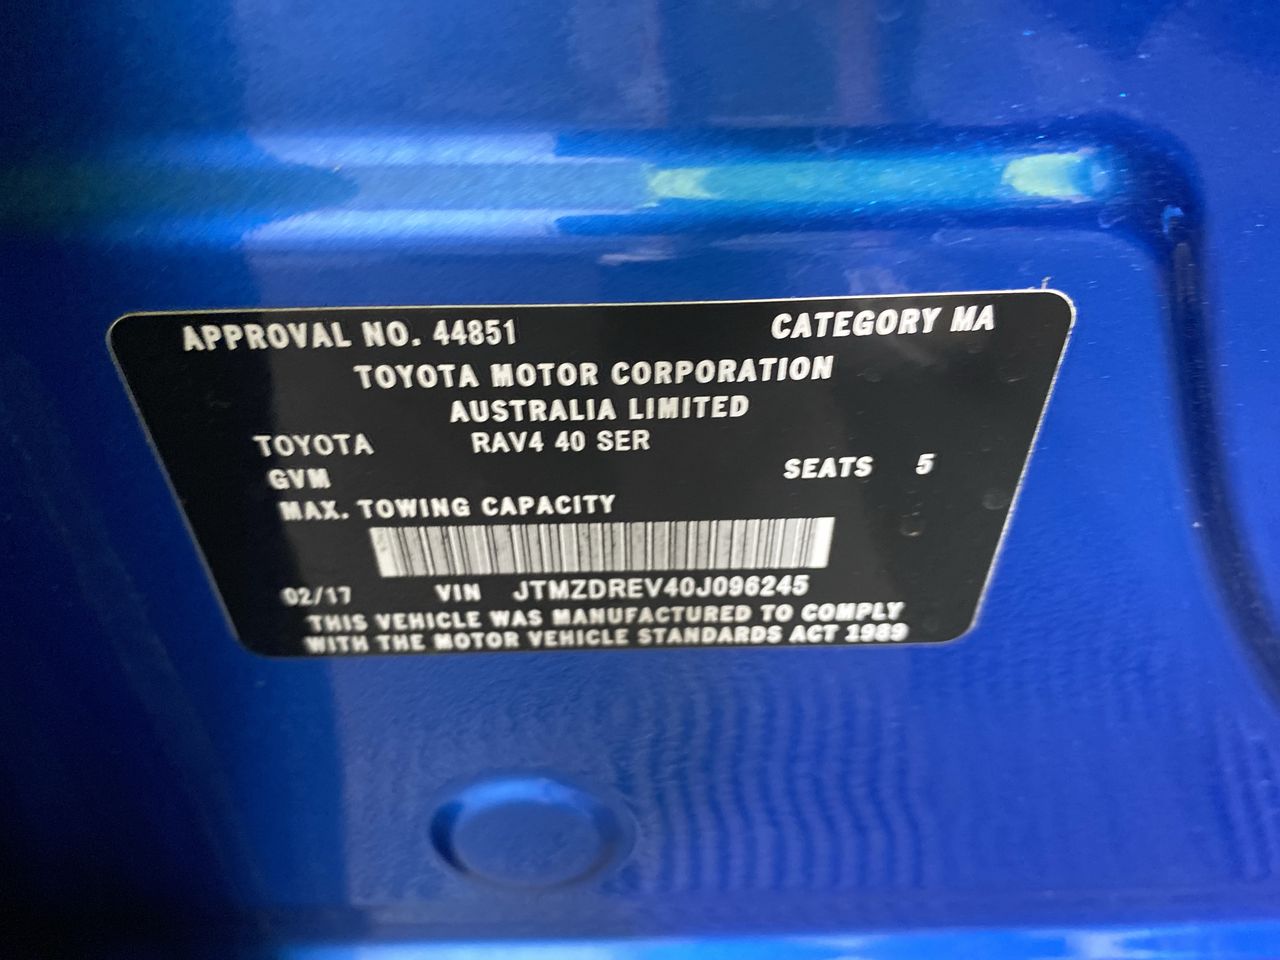 APPROVAL NO. 44851 CATEGORY MA
TOYOTA MOTOR CORPORATION
AUSTRALIA LIMITED
TOYOTA RAV4 40 SER
GVM SEATS 5
MAX. TOWING CAPACITY
02/17 VIN JTMZDREV40J096245
THIS VEHICLE WAS MANUFACTURED TO COMPLY
WITH THE MOTOR VEHICLE STANDARDS ACT 1989